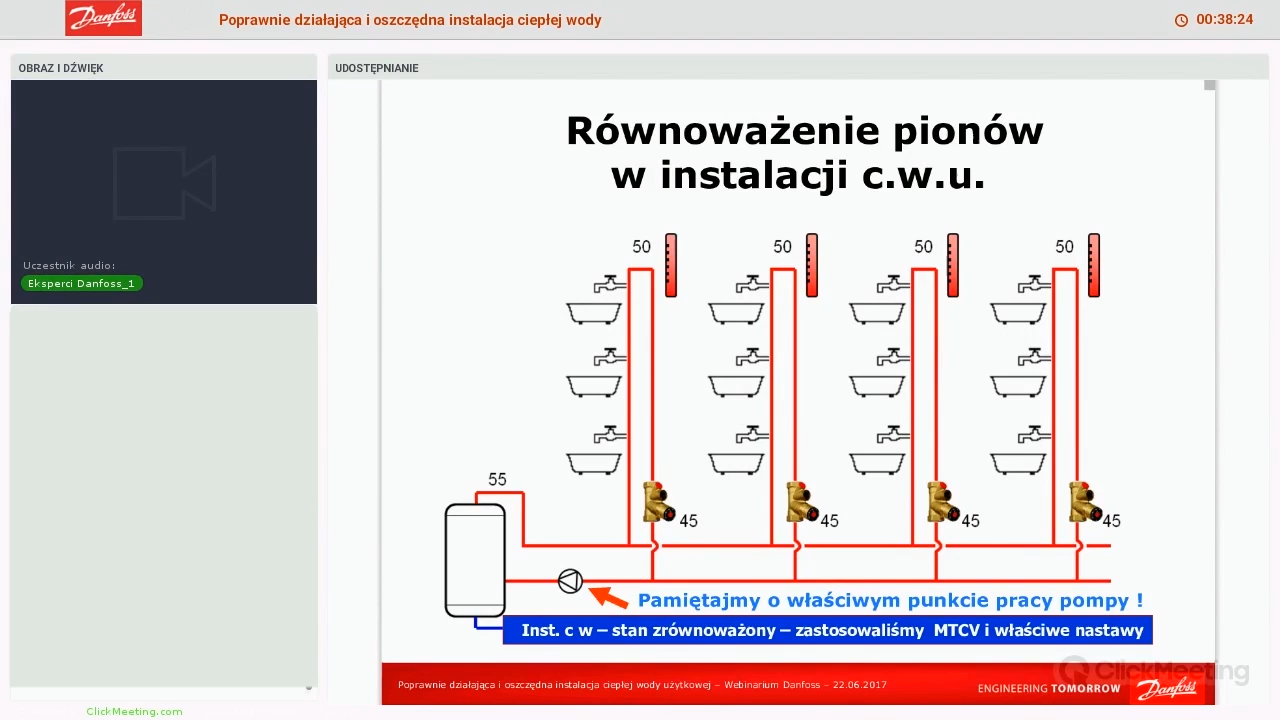 Danfoss
Poprawnie działająca i oszczędna instalacja ciepłej wody
00:38:24
OBRAZ I DŹWIĘK
UDOSTĘPNIANIE
Uczestnik audio:
Eksperci Danfoss_1
Równoważenie pionów
w instalacji c.w.u.
50
50
50
50
55
45
45
45
45
Pamiętajmy o właściwym punkcie pracy pompy !
Inst. c w – stan zrównoważony – zastosowaliśmy MTCV i właściwe nastawy
Poprawnie działająca i oszczędna instalacja ciepłej wody użytkowej – Webinarium Danfoss – 22.06.2017
ENGINEERING TOMORROW
Danfoss
ClickMeeting
ClickMeeting.com